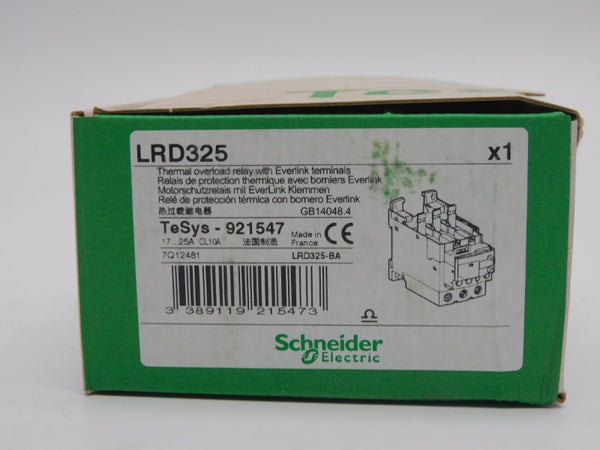 LRD325 x1
Thermal overload relay with Everlink terminals
Relais de protection thermique avec borniers Everlink
Motorschutzrelais mit EverLink Klemmen
Relé de protección térmica con bornero Everlink
热过载继电器 GB14048.4
TeSys - 921547 Made in France CE
17...25A CL10A 法国制造
7Q12481 LRD325-BA
3 389119 215473
Schneider
Electric